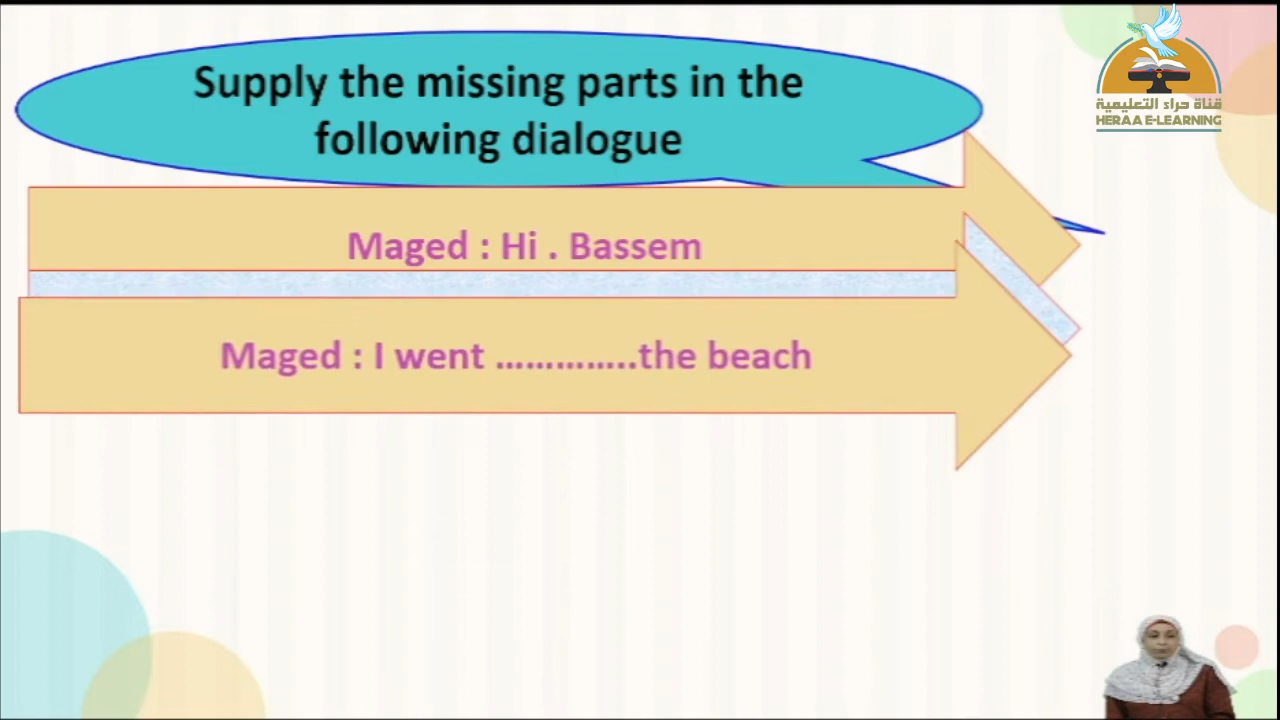 Supply the missing parts in the
following dialogue
Maged : Hi . Bassem
Maged : I went …………..the beach
قناة حراء التعليمية
HERAA E-LEARNING